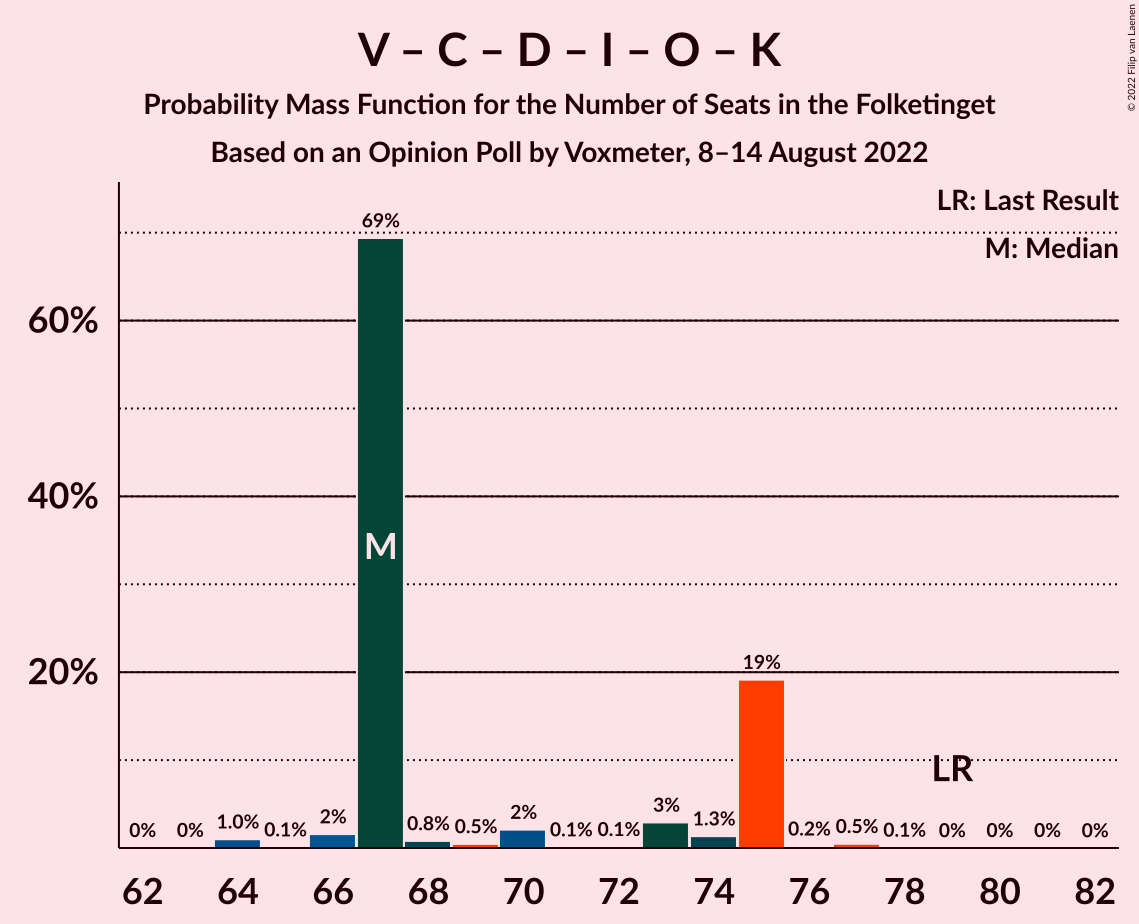 V – C – D – I – O – K
Probability Mass Function for the Number of Seats in the Folketinget
Based on an Opinion Poll by Voxmeter, 8–14 August 2022
© 2022 Filip van Laenen
LR: Last Result
M: Median
60%
40%
20%
0% 0% 1.0% 0.1% 2% 69% 0.8% 0.5% 2% 0.1% 0.1% 3% 1.3% 19% 0.2% 0.5% 0.1% 0% 0% 0% 0%
M
LR
62 64 66 68 70 72 74 76 78 80 82